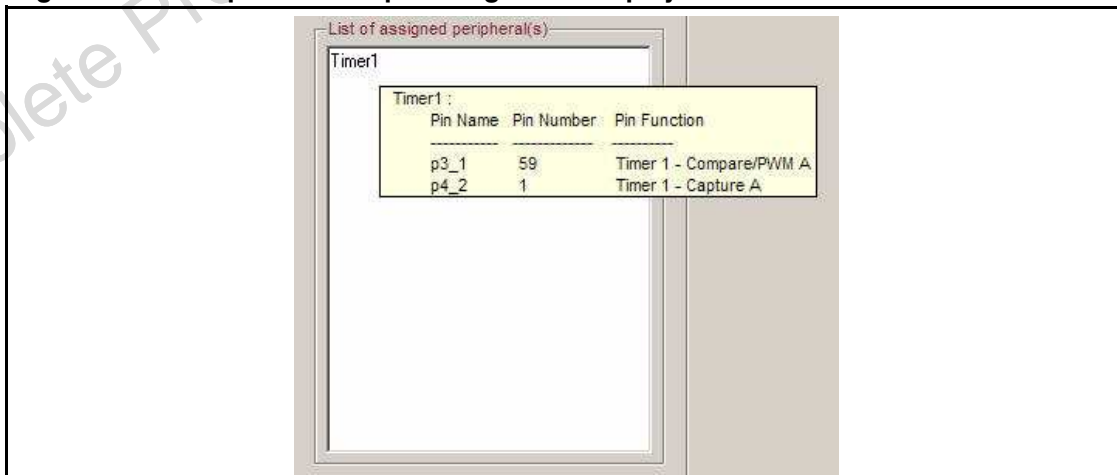 List of assigned peripheral(s)
Timer1
Timer1 :
Pin Name Pin Number Pin Function
----------- ------------- ----------
p3_1 59 Timer 1 - Compare/PWM A
p4_2 1 Timer 1 - Capture A